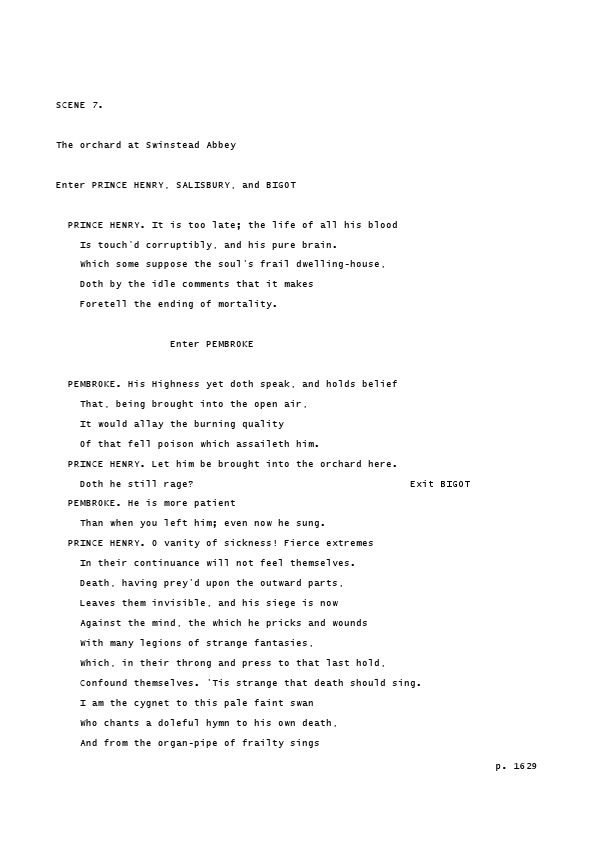 SCENE 7.
The orchard at Swinstead Abbey
Enter PRINCE HENRY, SALISBURY, and BIGOT
PRINCE HENRY. It is too late; the life of all his blood
Is touch'd corruptibly, and his pure brain.
Which some suppose the soul's frail dwelling-house,
Doth by the idle comments that it makes
Foretell the ending of mortality.
Enter PEMBROKE
PEMBROKE. His Highness yet doth speak, and holds belief
That, being brought into the open air,
It would allay the burning quality
Of that fell poison which assaileth him.
PRINCE HENRY. Let him be brought into the orchard here.
Doth he still rage? Exit BIGOT
PEMBROKE. He is more patient
Than when you left him; even now he sung.
PRINCE HENRY. O vanity of sickness! Fierce extremes
In their continuance will not feel themselves.
Death, having prey'd upon the outward parts,
Leaves them invisible, and his siege is now
Against the mind, the which he pricks and wounds
With many legions of strange fantasies,
Which, in their throng and press to that last hold,
Confound themselves. 'Tis strange that death should sing.
I am the cygnet to this pale faint swan
Who chants a doleful hymn to his own death,
And from the organ-pipe of frailty sings
p. 1629